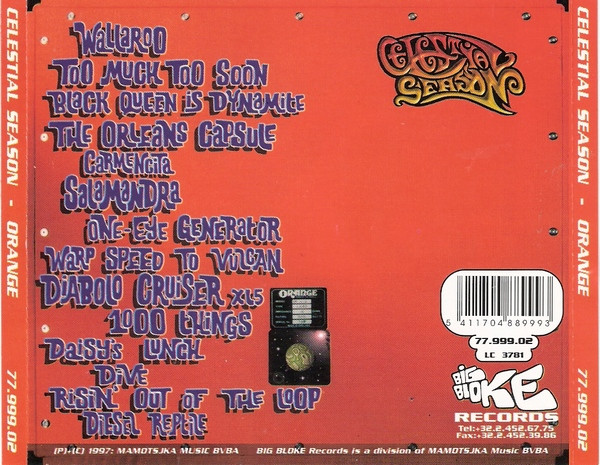 CELESTIAL SEASON - ORANGE 77.999.02
Wallaroo
Too Much Too Soon
Black Queen is Dynamite
The Orleans Capsule
Carmencita
Salamandra
One-Eye Generator
Warp Speed To Vulcan
Diabolo Cruiser XL5
1000 Things
Daisy's Lunch
Dive
Risin' Out of The Loop
Diesel Reptile
CELESTIAL
SEASON
ORANGE
5 411704 889993
77.999.02
LC 3781
BIG BLOKE
RECORDS
Tel:+32.2.452.67.75
Fax:+32.2.452.39.86
(P)+(C) 1997: MAMOTSJKA MUSIC BVBA BIG BLOKE Records is a division of MAMOTSJKA Music BVBA
CELESTIAL SEASON - ORANGE 77.999.02